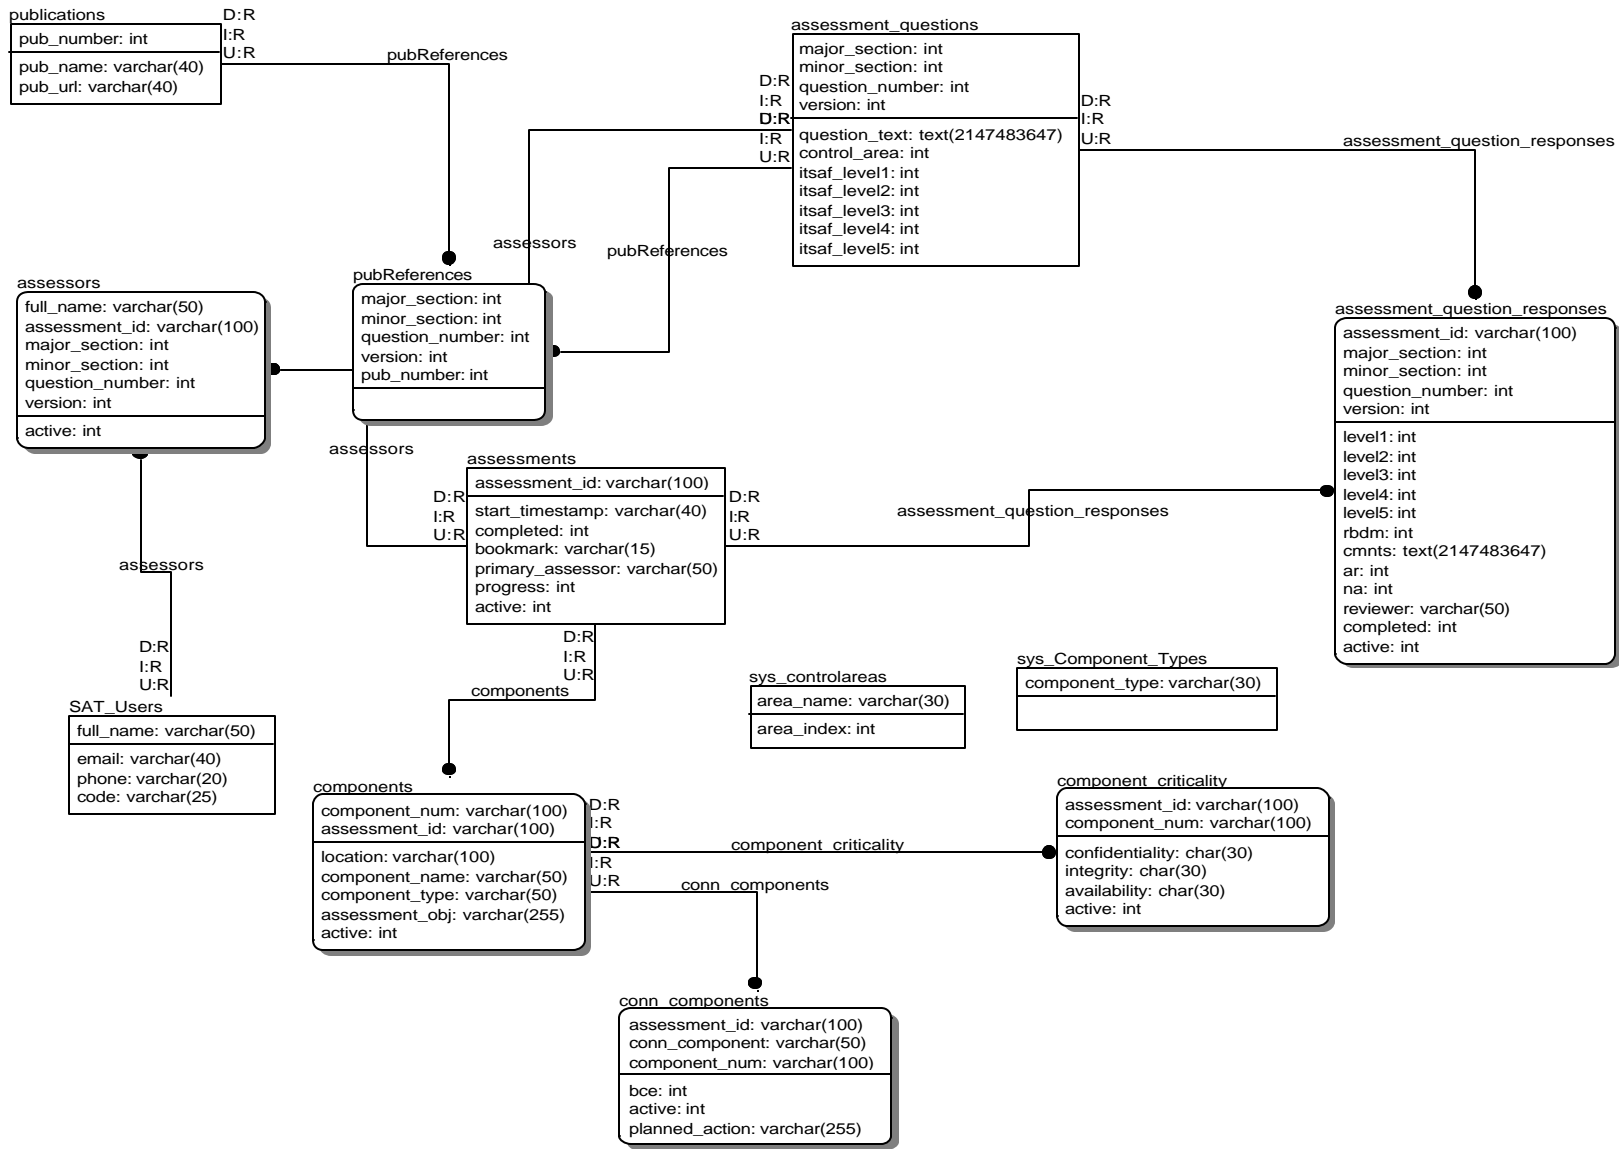 publications
pub_number: int
pub_name: varchar(40)
pub_url: varchar(40)
D:R
I:R
U:R
pubReferences
assessment_questions
major_section: int
minor_section: int
question_number: int
version: int
question_text: text(2147483647)
control_area: int
itsaf_level1: int
itsaf_level2: int
itsaf_level3: int
itsaf_level4: int
itsaf_level5: int
D:R
I:R
D:R
I:R
U:R
D:R
I:R
U:R
assessment_question_responses
assessors
pubReferences
assessors
full_name: varchar(50)
assessment_id: varchar(100)
major_section: int
minor_section: int
question_number: int
version: int
active: int
pubReferences
major_section: int
minor_section: int
question_number: int
version: int
pub_number: int
assessment_question_responses
assessment_id: varchar(100)
major_section: int
minor_section: int
question_number: int
version: int
level1: int
level2: int
level3: int
level4: int
level5: int
rbdm: int
cmnts: text(2147483647)
ar: int
na: int
reviewer: varchar(50)
completed: int
active: int
assessors
assessments
assessment_id: varchar(100)
start_timestamp: varchar(40)
completed: int
bookmark: varchar(15)
primary_assessor: varchar(50)
progress: int
active: int
D:R
I:R
U:R
D:R
I:R
U:R
assessment_question_responses
assessors
D:R
I:R
U:R
D:R
I:R
U:R
components
SAT_Users
full_name: varchar(50)
email: varchar(40)
phone: varchar(20)
code: varchar(25)
sys_controlareas
area_name: varchar(30)
area_index: int
sys_Component_Types
component_type: varchar(30)
components
component_num: varchar(100)
assessment_id: varchar(100)
location: varchar(100)
component_name: varchar(50)
component_type: varchar(50)
assessment_obj: varchar(255)
active: int
D:R
I:R
D:R
I:R
U:R
component_criticality
conn_components
component_criticality
assessment_id: varchar(100)
component_num: varchar(100)
confidentiality: char(30)
integrity: char(30)
availability: char(30)
active: int
conn_components
assessment_id: varchar(100)
conn_component: varchar(50)
component_num: varchar(100)
bce: int
active: int
planned_action: varchar(255)